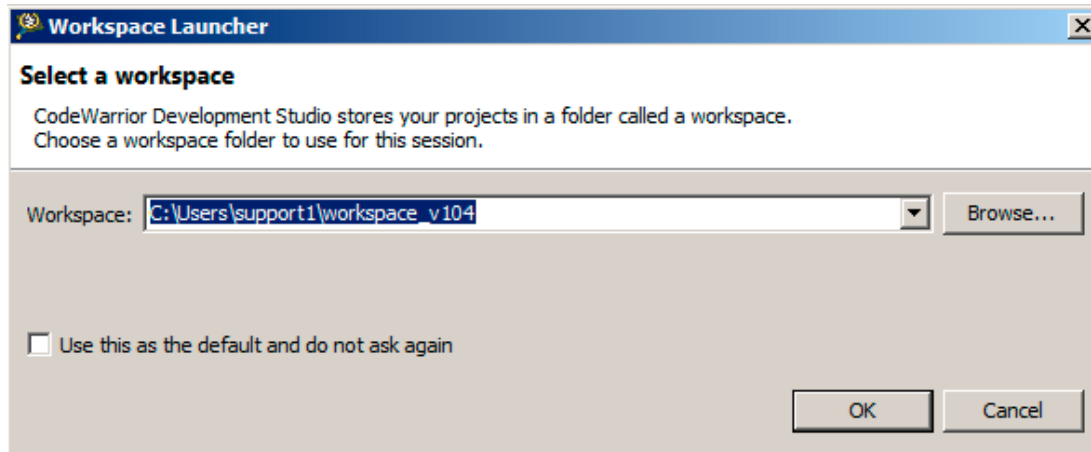 Workspace Launcher
Select a workspace
CodeWarrior Development Studio stores your projects in a folder called a workspace.
Choose a workspace folder to use for this session.
Workspace: C:\Users\support1\workspace_v104 Browse...
Use this as the default and do not ask again
OK Cancel